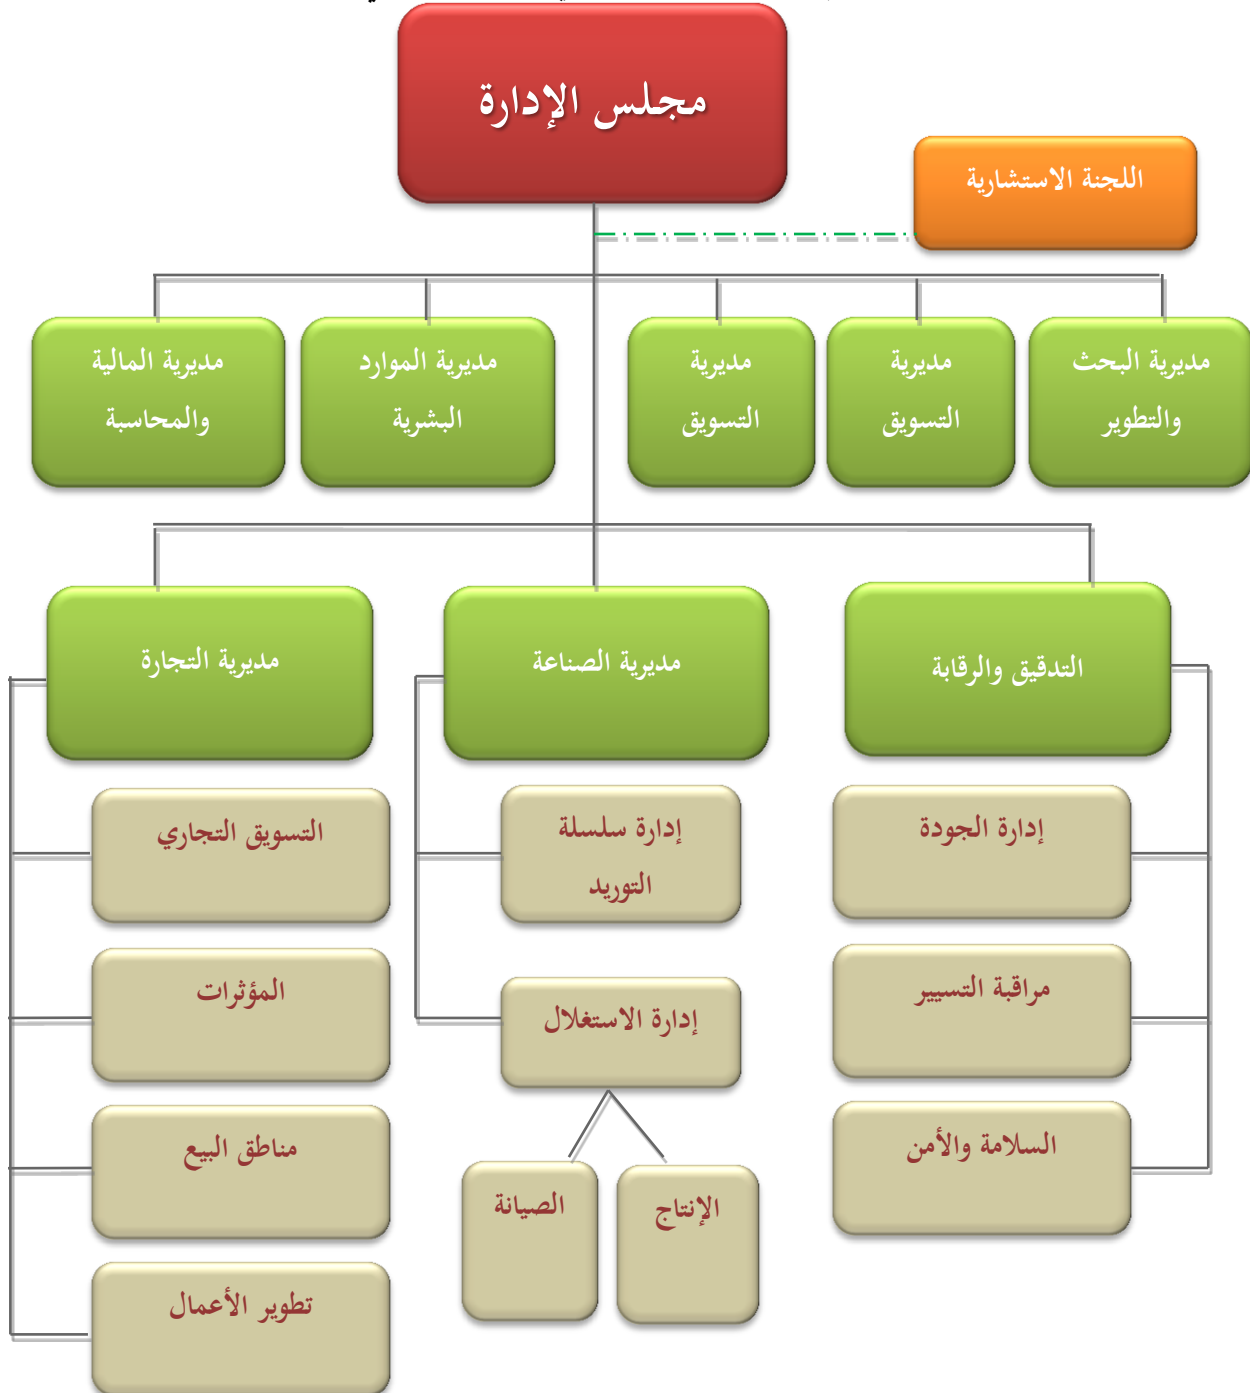 مجلس الإدارة
اللجنة الاستشارية
مديرية البحث
والتطوير
مديرية
التسويق
مديرية
التسويق
مديرية الموارد
البشرية
مديرية المالية
والمحاسبة
التدقيق والرقابة
مديرية الصناعة
مديرية التجارة
إدارة الجودة
مراقبة التسيير
السلامة والأمن
إدارة سلسلة
التوريد
إدارة الاستغلال
الإنتاج
الصيانة
التسويق التجاري
المؤثرات
مناطق البيع
تطوير الأعمال